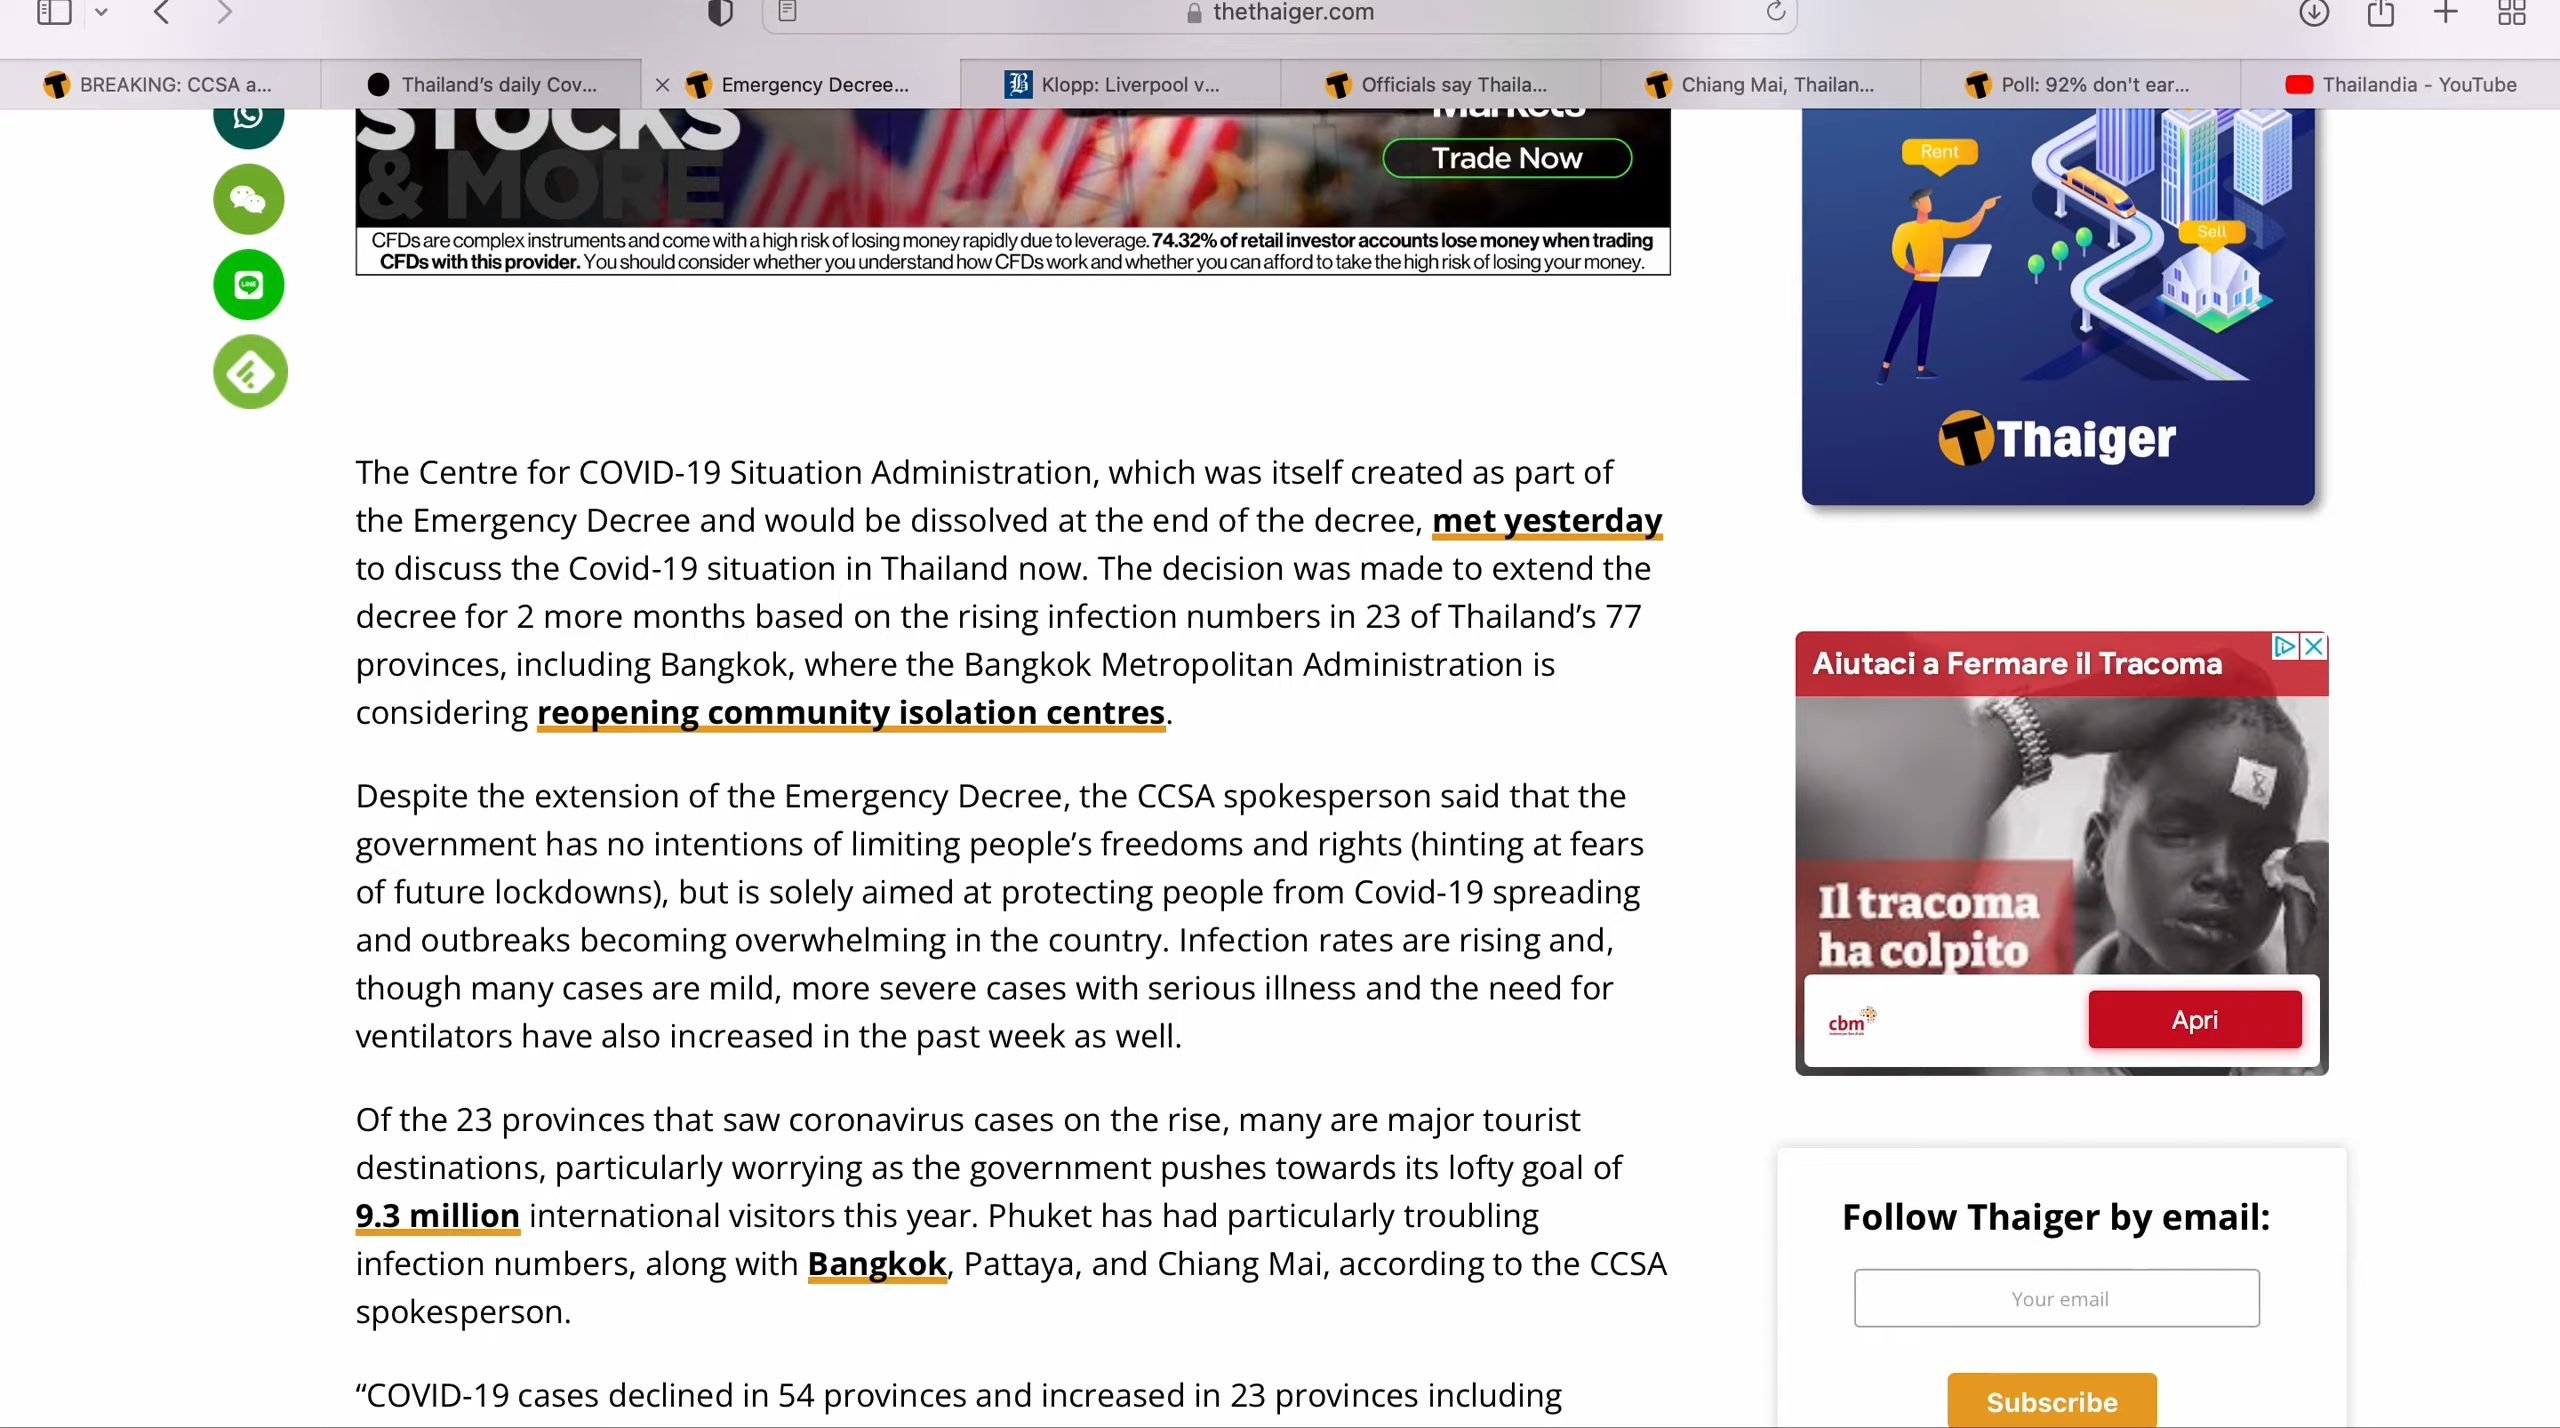 thethaiger.com
BREAKING: CCSA a...
Thailand's daily Cov...
Emergency Decree...
Klopp: Liverpool v...
Officials say Thaila...
Chiang Mai, Thailan...
Poll: 92% don't ear...
Thailandia - YouTube
STOCKS
& MORE
Markets
Trade Now
CFDs are complex instruments and come with a high risk of losing money rapidly due to leverage. 74.32% of retail investor accounts lose money when trading
CFDs with this provider. You should consider whether you understand how CFDs work and whether you can afford to take the high risk of losing your money.
LINE
Rent
Sell
Thaiger
The Centre for COVID-19 Situation Administration, which was itself created as part of
the Emergency Decree and would be dissolved at the end of the decree, met yesterday
to discuss the Covid-19 situation in Thailand now. The decision was made to extend the
decree for 2 more months based on the rising infection numbers in 23 of Thailand's 77
provinces, including Bangkok, where the Bangkok Metropolitan Administration is
considering reopening community isolation centres.
Despite the extension of the Emergency Decree, the CCSA spokesperson said that the
government has no intentions of limiting people's freedoms and rights (hinting at fears
of future lockdowns), but is solely aimed at protecting people from Covid-19 spreading
and outbreaks becoming overwhelming in the country. Infection rates are rising and,
though many cases are mild, more severe cases with serious illness and the need for
ventilators have also increased in the past week as well.
Of the 23 provinces that saw coronavirus cases on the rise, many are major tourist
destinations, particularly worrying as the government pushes towards its lofty goal of
9.3 million international visitors this year. Phuket has had particularly troubling
infection numbers, along with Bangkok, Pattaya, and Chiang Mai, according to the CCSA
spokesperson.
“COVID-19 cases declined in 54 provinces and increased in 23 provinces including
Aiutaci a Fermare il Tracoma
Il tracoma
ha colpito
cbm
Apri
Follow Thaiger by email:
Your email
Subscribe